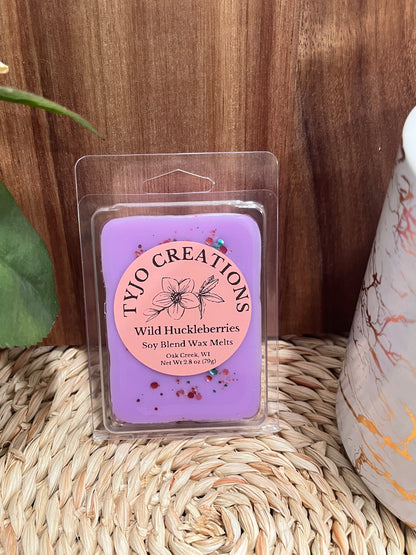 TYJO CREATIONS
Wild Huckleberries
Soy Blend Wax Melts
Oak Creek, WI
Net Wt 2.8 oz (79g)